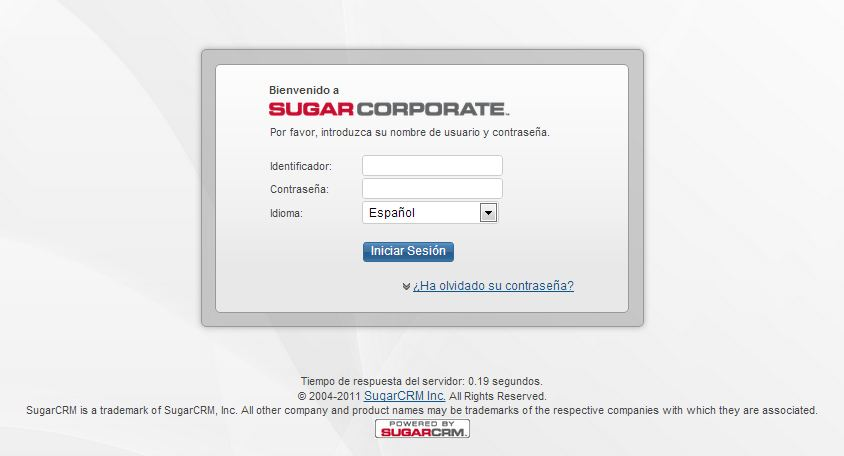 Bienvenido a
SUGARCORPORATE™
Por favor, introduzca su nombre de usuario y contraseña.
Identificador:
Contraseña:
Idioma: Español
Iniciar Sesión
¿Ha olvidado su contraseña?
Tiempo de respuesta del servidor: 0.19 segundos.
© 2004-2011 SugarCRM Inc. All Rights Reserved.
SugarCRM is a trademark of SugarCRM, Inc. All other company and product names may be trademarks of the respective companies with which they are associated.
POWERED BY
SUGARCRM.